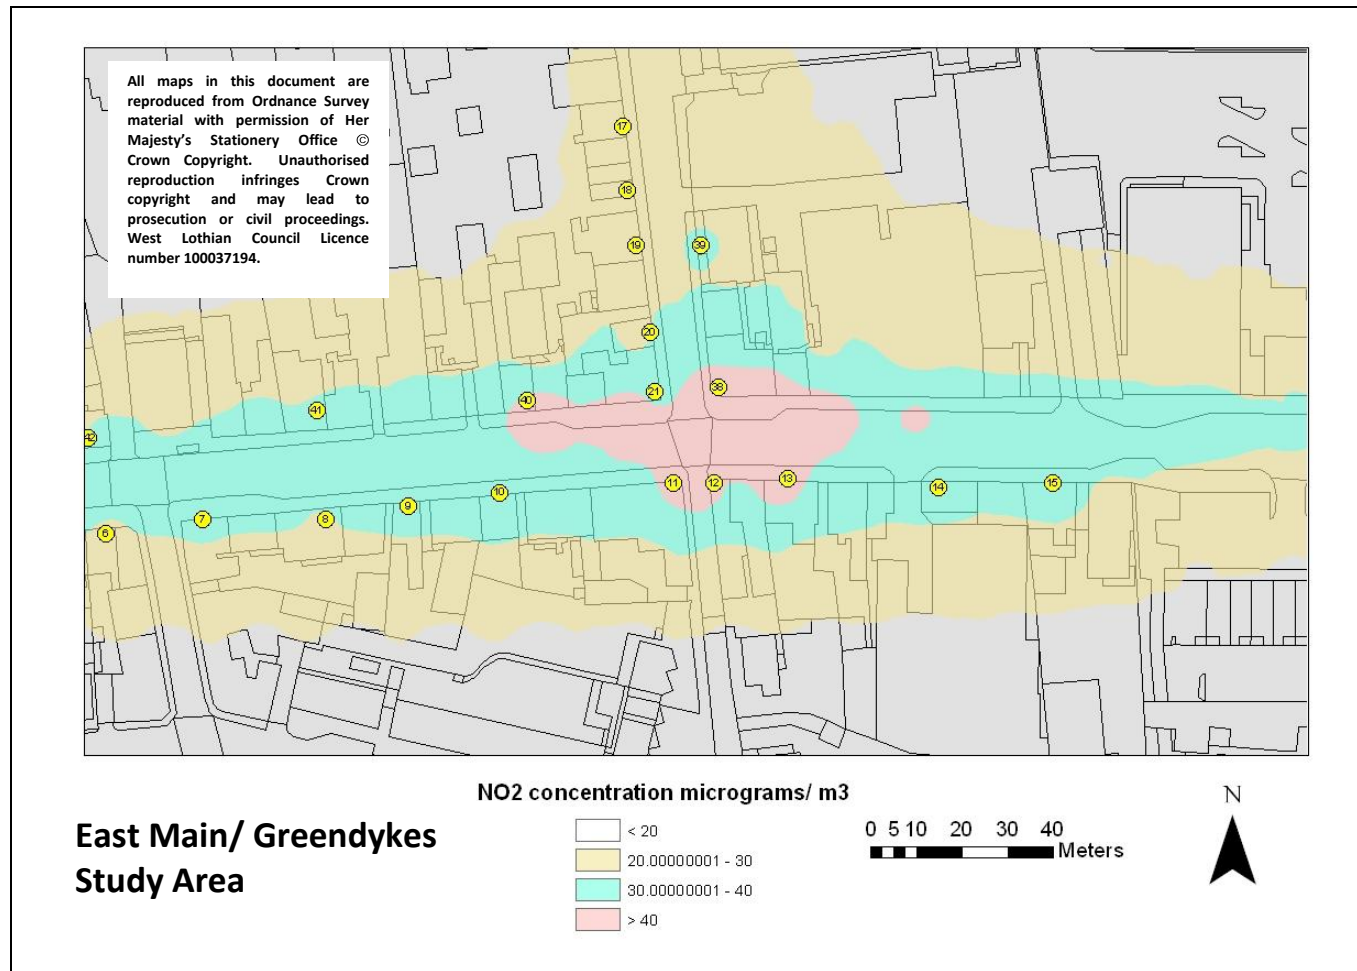 All maps in this document are
reproduced from Ordnance Survey
material with permission of Her
Majesty's Stationery Office ©
Crown Copyright. Unauthorised
reproduction infringes Crown
copyright and may lead to
prosecution or civil proceedings.
West Lothian Council Licence
number 100037194.
17
18
19
39
20
38
21
40
41
42
13
11
12
15
14
10
9
8
7
6
NO2 concentration micrograms/ m3
< 20
20.00000001 - 30
30.00000001 - 40
> 40
East Main/ Greendykes
Study Area
0 5 10 20 30 40
Meters
N